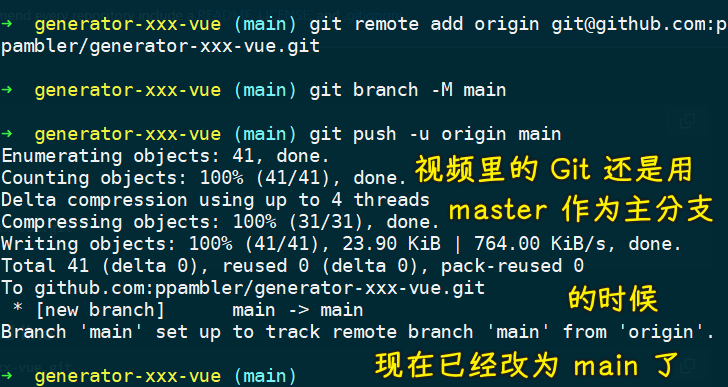 ➜  generator-xxx-vue (main) git remote add origin git@github.com:p
pambler/generator-xxx-vue.git
➜  generator-xxx-vue (main) git branch -M main
➜  generator-xxx-vue (main) git push -u origin main
Enumerating objects: 41, done.
Counting objects: 100% (41/41), done.
视频里的 Git 还是用
Delta compression using up to 4 threads
master 作为主分支
Compressing objects: 100% (31/31), done.
Writing objects: 100% (41/41), 23.90 KiB | 764.00 KiB/s, done.
Total 41 (delta 0), reused 0 (delta 0), pack-reused 0
To github.com:ppambler/generator-xxx-vue.git
的时候
 * [new branch]      main -> main
Branch 'main' set up to track remote branch 'main' from 'origin'.
现在已经改为 main 了
➜  generator-xxx-vue (main)